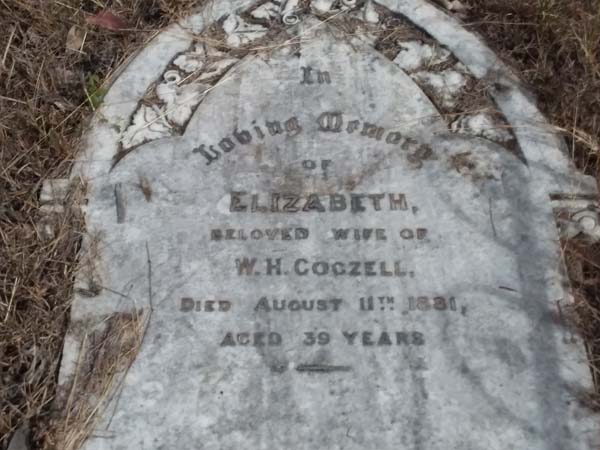 In
Loving Memory
OF
ELIZABETH,
BELOVED WIFE OF
W. H. COGZELL,
DIED AUGUST 11TH 1881,
AGED 39 YEARS